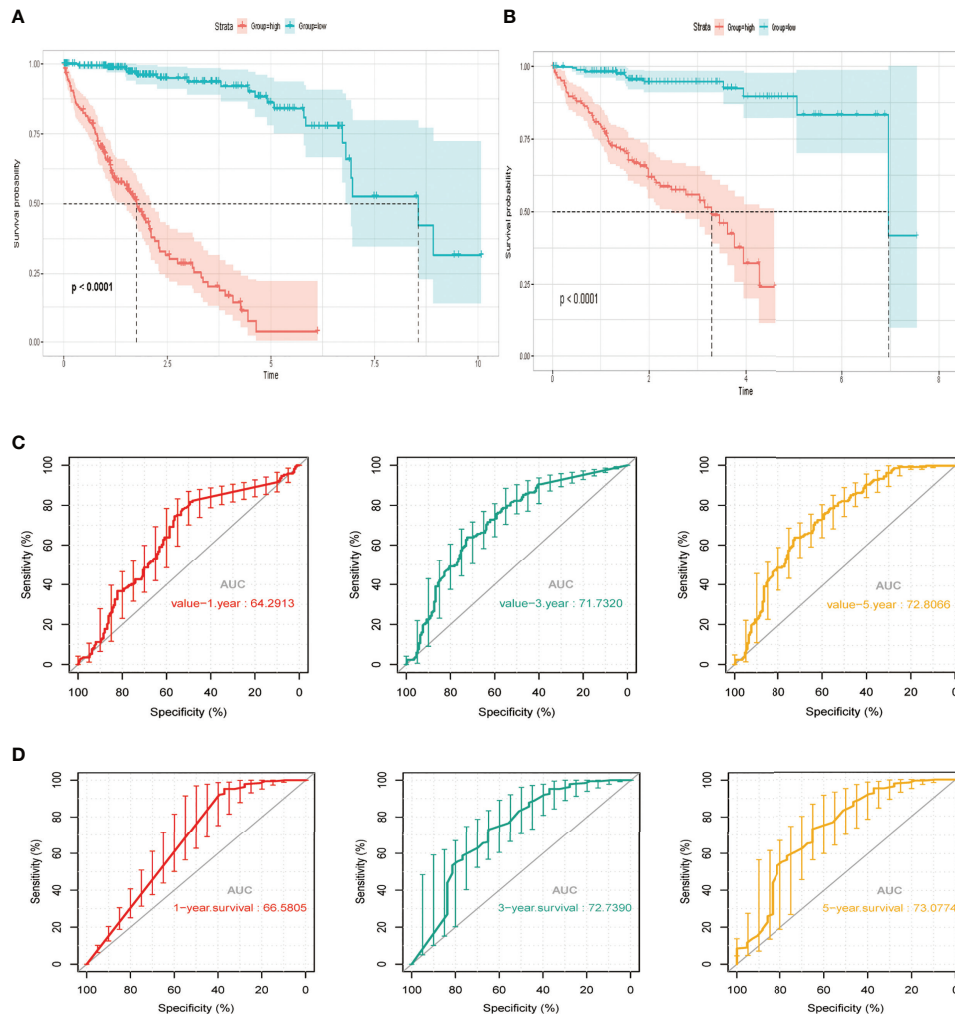 A
Strata Group=high Group=low
1.00
0.75
0.50
0.25
0.00
Survival probability
p < 0.0001
0 2.5 5 7.5 10
Time
B
Strata Group=high Group=low
1.00
0.75
0.50
0.25
0.00
Survival probability
p < 0.0001
0 2 4 6 8
Time
C
Sensitivity (%)
0 20 40 60 80 100
AUC
value-1.year : 64.2913
100 80 60 40 20 0
Specificity (%)
Sensitivity (%)
0 20 40 60 80 100
AUC
value-3.year : 71.7320
100 80 60 40 20 0
Specificity (%)
Sensitivity (%)
0 20 40 60 80 100
AUC
value-5.year : 72.8066
100 80 60 40 20 0
Specificity (%)
D
Sensitivity (%)
0 20 40 60 80 100
AUC
1-year.survival : 66.5805
100 80 60 40 20 0
Specificity (%)
Sensitivity (%)
0 20 40 60 80 100
AUC
3-year.survival : 72.7390
100 80 60 40 20 0
Specificity (%)
Sensitivity (%)
0 20 40 60 80 100
AUC
5-year.survival : 73.0774
100 80 60 40 20 0
Specificity (%)